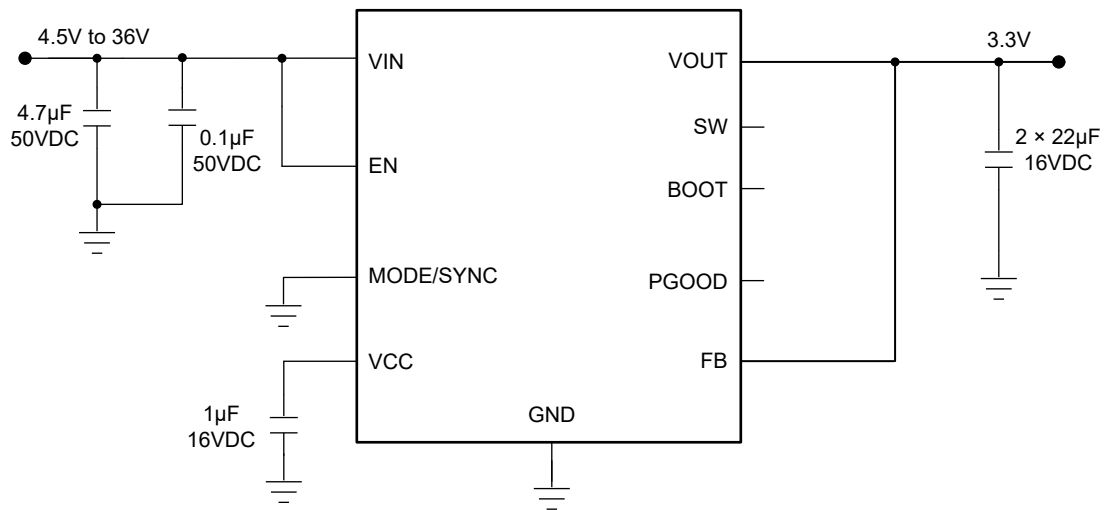 4.5V to 36V
3.3V
VIN
VOUT
4.7µF
50VDC
0.1µF
50VDC
SW
2 × 22µF
16VDC
EN
BOOT
MODE/SYNC
PGOOD
VCC
FB
1µF
16VDC
GND